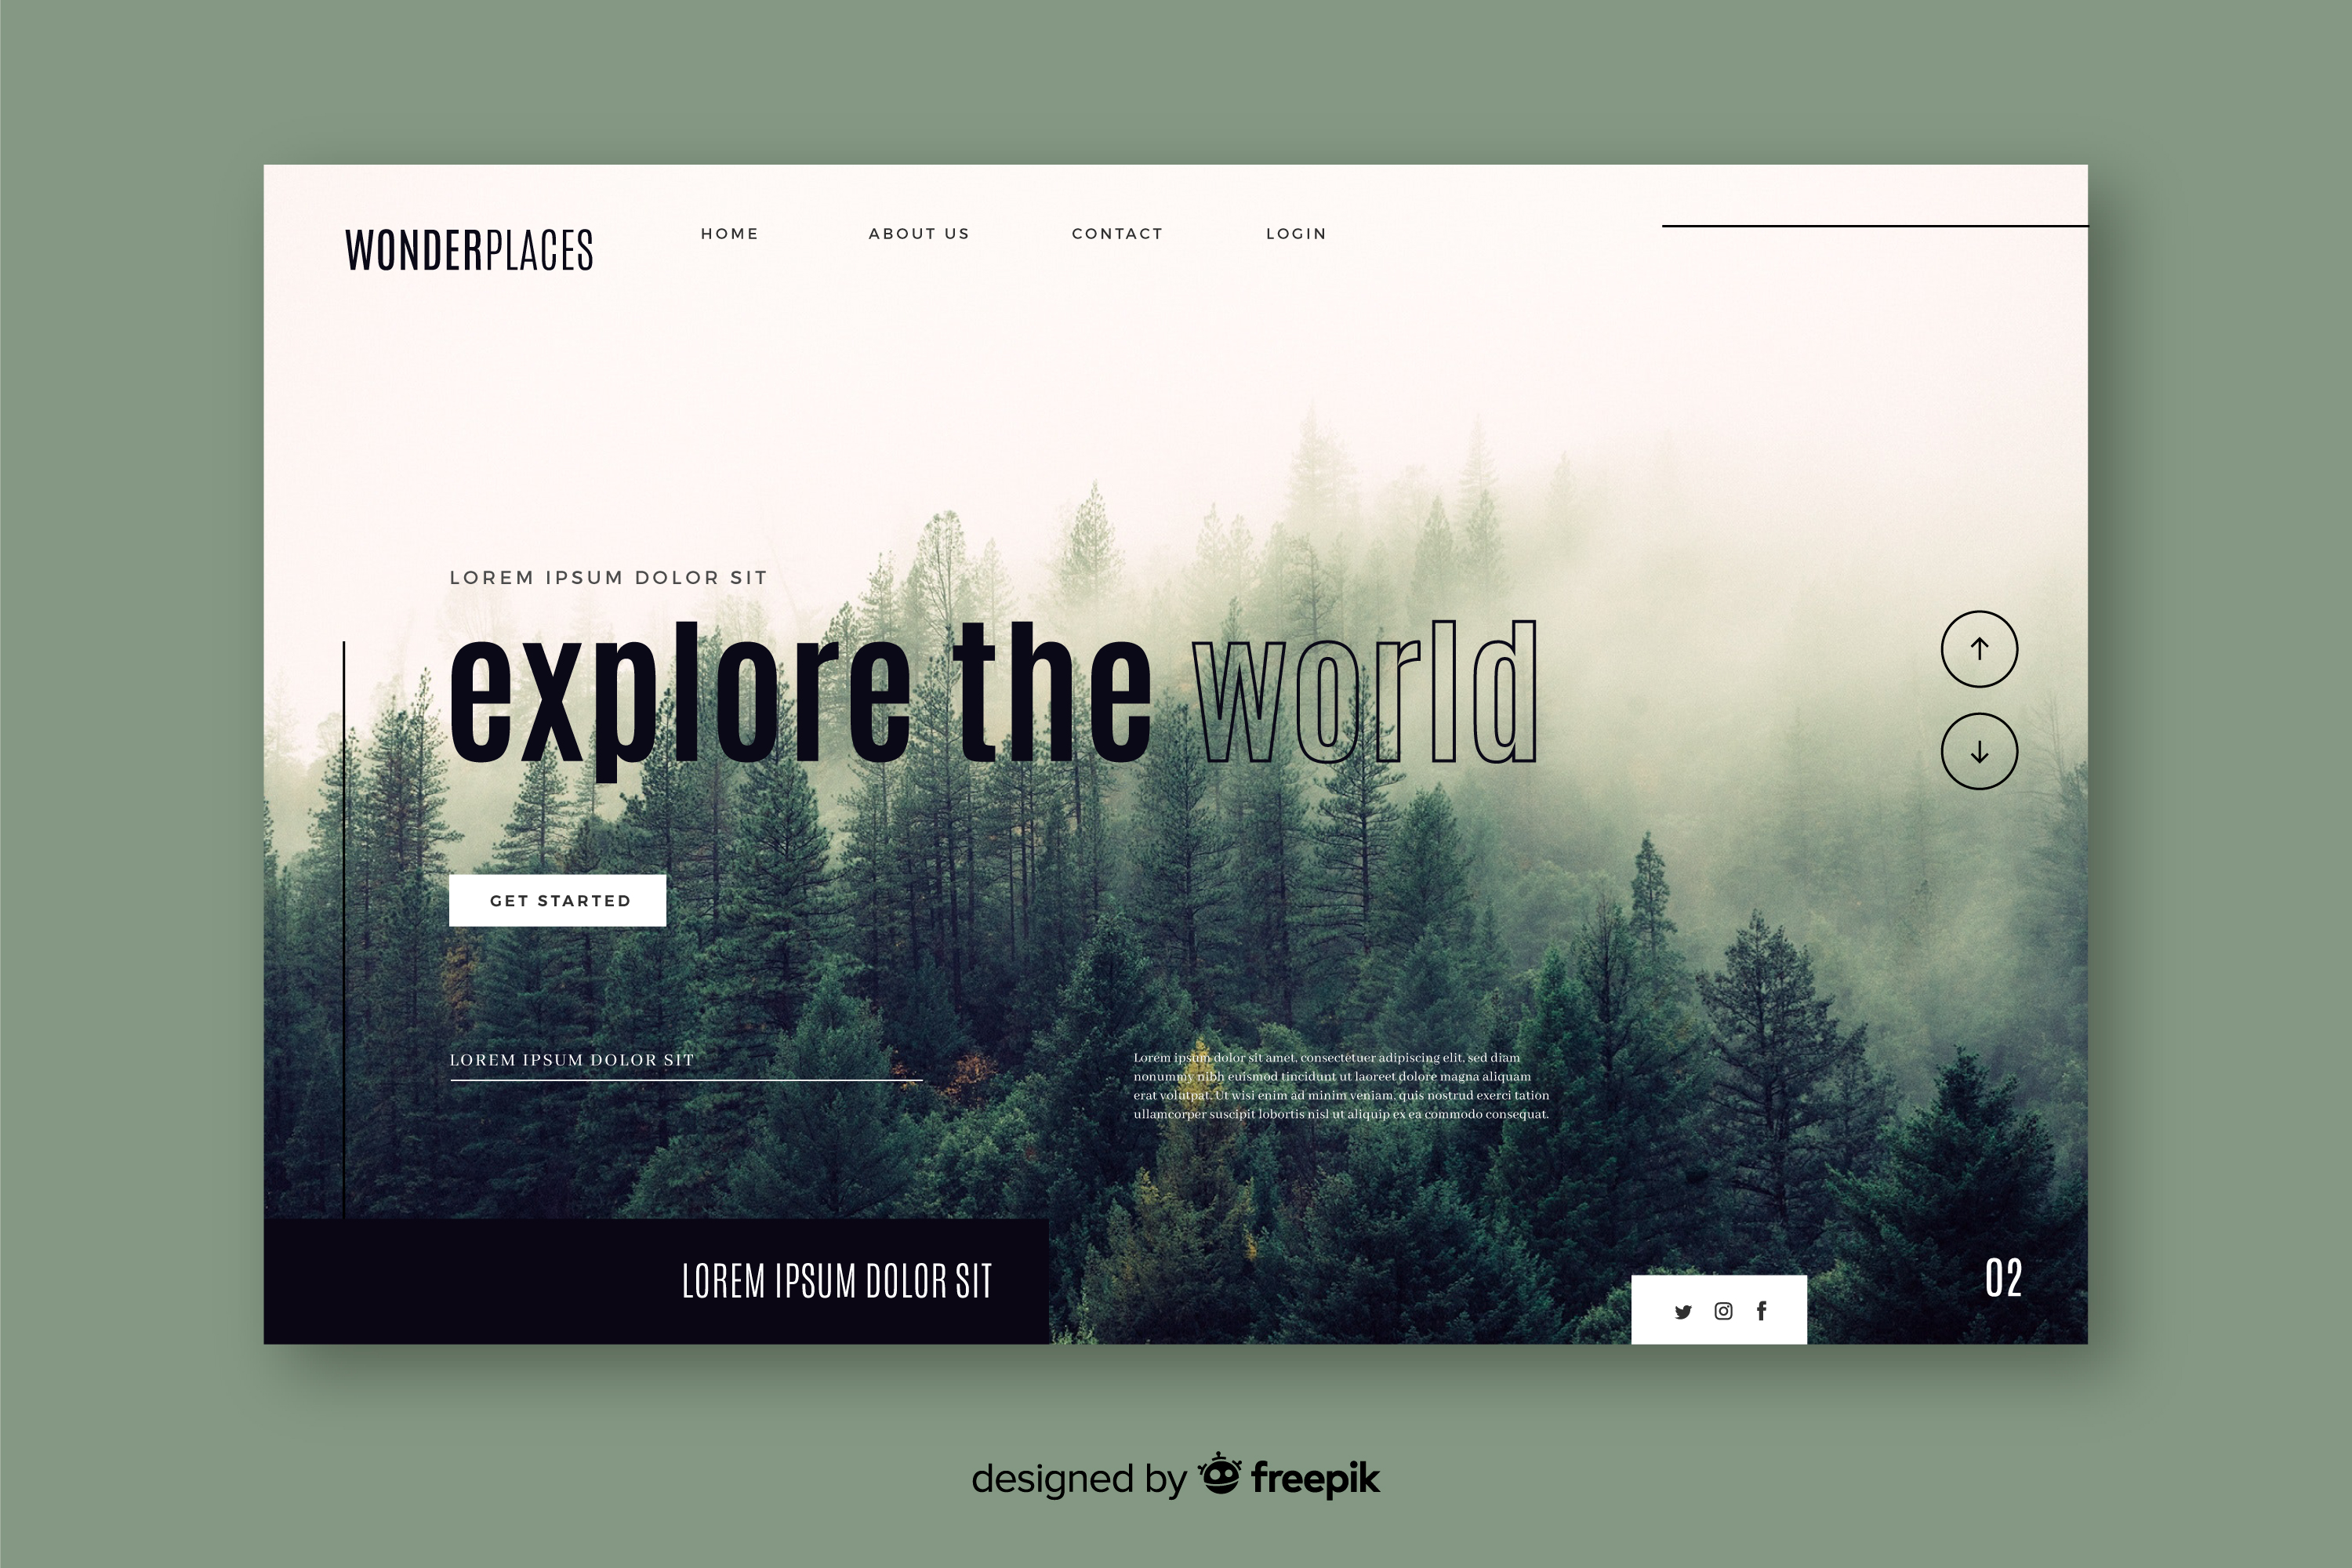 WONDERPLACES
HOME
ABOUT US
CONTACT
LOGIN
LOREM IPSUM DOLOR SIT
explore the world
GET STARTED
LOREM IPSUM DOLOR SIT
Lorem ipsum dolor sit amet, consectetuer adipiscing elit, sed diam
nonummy nibh euismod tincidunt ut laoreet dolore magna aliquam
erat volutpat. Ut wisi enim ad minim veniam, quis nostrud exerci tation
ullamcorper suscipit lobortis nisl ut aliquip ex ea commodo consequat.
LOREM IPSUM DOLOR SIT
02
designed by freepik